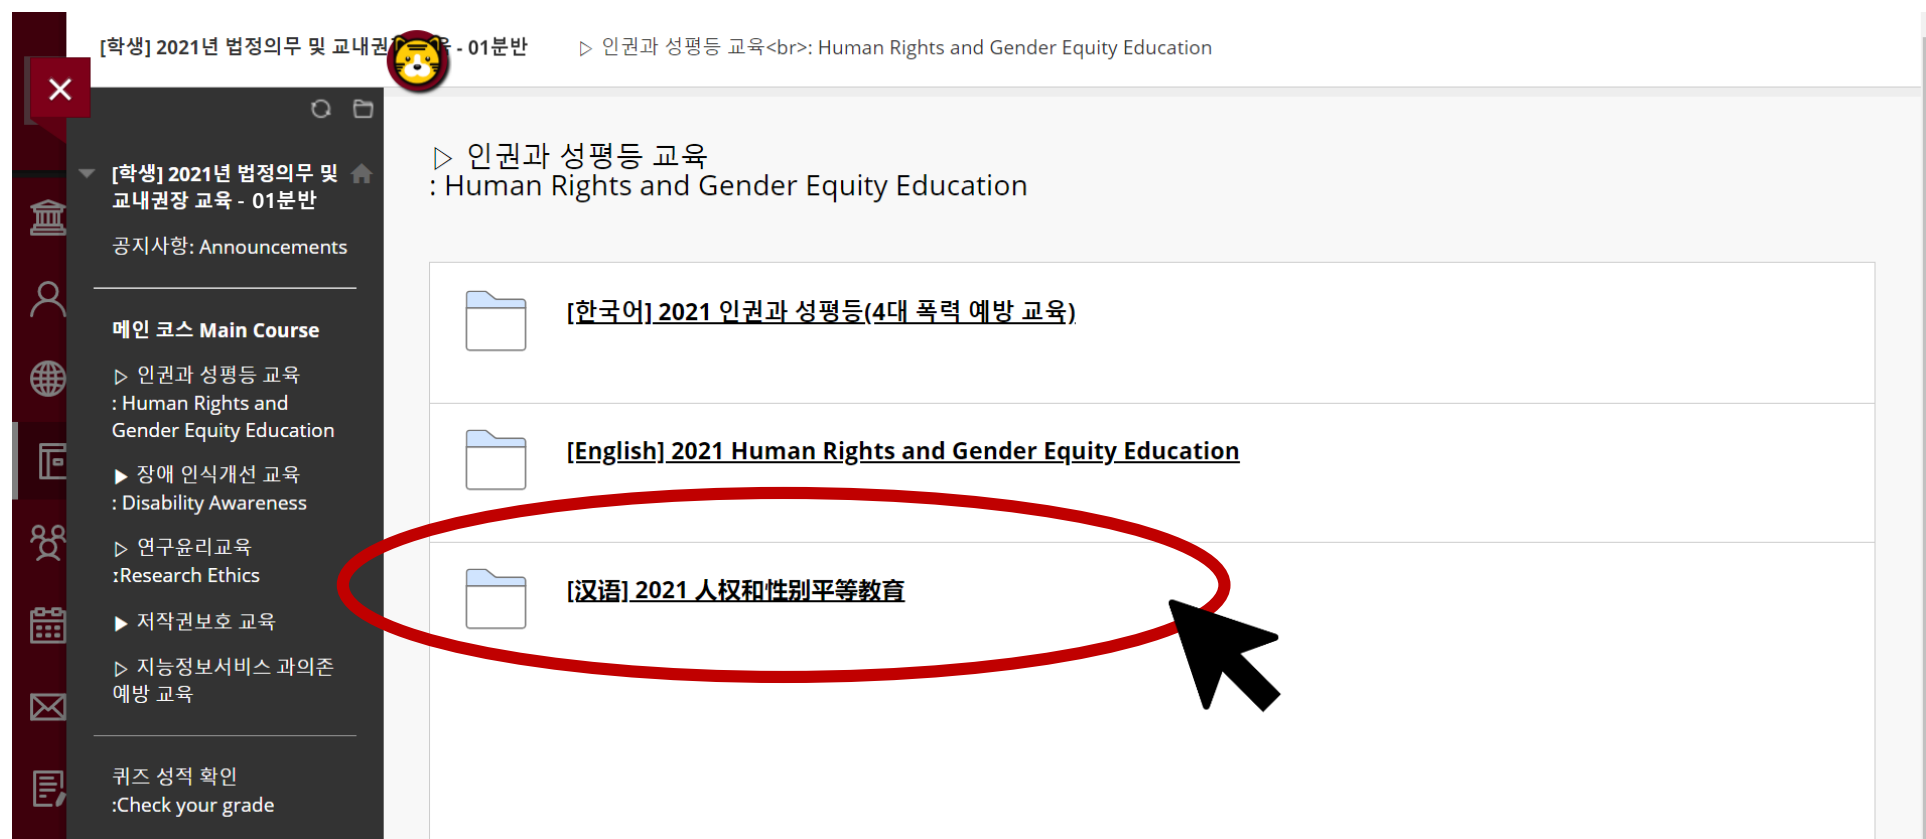 [학생] 2021년 법정의무 및 교내권 육 - 01분반
▷ 인권과 성평등 교육<br>: Human Rights and Gender Equity Education
[학생] 2021년 법정의무 및
교내권장 교육 - 01분반
공지사항: Announcements
메인 코스 Main Course
▷ 인권과 성평등 교육
: Human Rights and
Gender Equity Education
▶ 장애 인식개선 교육
: Disability Awareness
▷ 연구윤리교육
:Research Ethics
▶ 저작권보호 교육
▷ 지능정보서비스 과의존
예방 교육
퀴즈 성적 확인
:Check your grade
▷ 인권과 성평등 교육
: Human Rights and Gender Equity Education
[한국어] 2021 인권과 성평등(4대 폭력 예방 교육)
[English] 2021 Human Rights and Gender Equity Education
[汉语] 2021 人权和性别平等教育